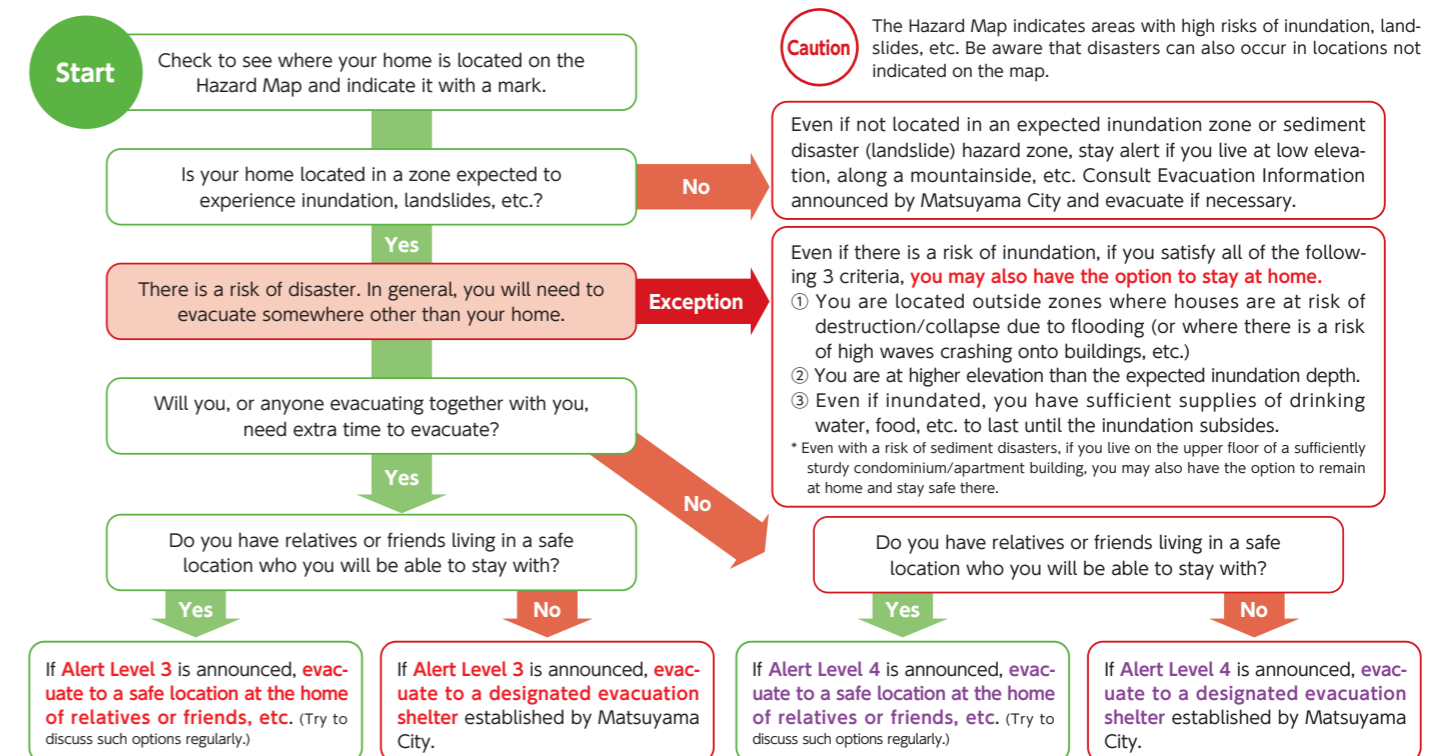 Start
Check to see where your home is located on the
Hazard Map and indicate it with a mark.
Caution
The Hazard Map indicates areas with high risks of inundation, land-
slides, etc. Be aware that disasters can also occur in locations not
indicated on the map.
Is your home located in a zone expected to
experience inundation, landslides, etc.?
No
Even if not located in an expected inundation zone or sediment
disaster (landslide) hazard zone, stay alert if you live at low eleva-
tion, along a mountainside, etc. Consult Evacuation Information
announced by Matsuyama City and evacuate if necessary.
Yes
There is a risk of disaster. In general, you will need to
evacuate somewhere other than your home.
Exception
Even if there is a risk of inundation, if you satisfy all of the follow-
ing 3 criteria, you may also have the option to stay at home.
① You are located outside zones where houses are at risk of
destruction/collapse due to flooding (or where there is a risk
of high waves crashing onto buildings, etc.)
② You are at higher elevation than the expected inundation depth.
③ Even if inundated, you have sufficient supplies of drinking
water, food, etc. to last until the inundation subsides.
* Even with a risk of sediment disasters, if you live on the upper floor of a sufficiently
sturdy condominium/apartment building, you may also have the option to remain
at home and stay safe there.
Will you, or anyone evacuating together with you,
need extra time to evacuate?
Yes
No
Do you have relatives or friends living in a safe
location who you will be able to stay with?
Yes
No
Do you have relatives or friends living in a safe
location who you will be able to stay with?
Yes
No
If Alert Level 3 is announced, evac-
uate to a safe location at the home
of relatives or friends, etc. (Try to
discuss such options regularly.)
If Alert Level 3 is announced, evac-
uate to a designated evacuation
shelter established by Matsuyama
City.
If Alert Level 4 is announced, evac-
uate to a safe location at the home
of relatives or friends, etc. (Try to
discuss such options regularly.)
If Alert Level 4 is announced, evac-
uate to a designated evacuation
shelter established by Matsuyama
City.